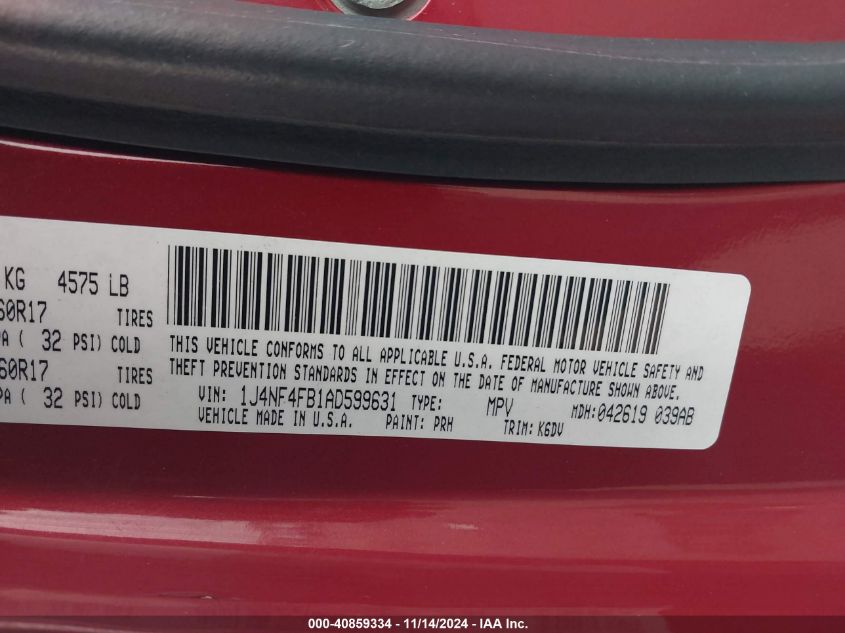 KG 4575 LB
60R17 TIRES
PA ( 32 PSI) COLD
60R17 TIRES
PA ( 32 PSI) COLD
THIS VEHICLE CONFORMS TO ALL APPLICABLE U.S.A. FEDERAL MOTOR VEHICLE SAFETY AND
THEFT PREVENTION STANDARDS IN EFFECT ON THE DATE OF MANUFACTURE SHOWN ABOVE.
VIN: 1J4NF4FB1AD599631 TYPE: MPV MDH:042619 039AB
VEHICLE MADE IN U.S.A. PAINT: PRH TRIM: K6DV
000-40859334 - 11/14/2024 - IAA Inc.